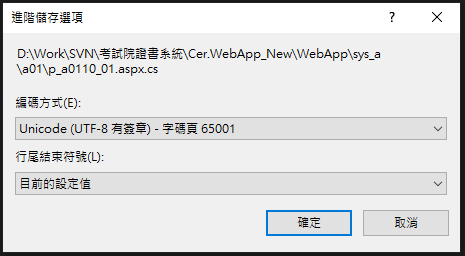 進階儲存選項
D:\Work\SVN\考試院證書系統\Cer.WebApp_New\WebApp\sys_a
\a01\p_a0110_01.aspx.cs
編碼方式(E):
Unicode (UTF-8 有簽章) - 字碼頁 65001
行尾結束符號(L):
目前的設定值
確定
取消